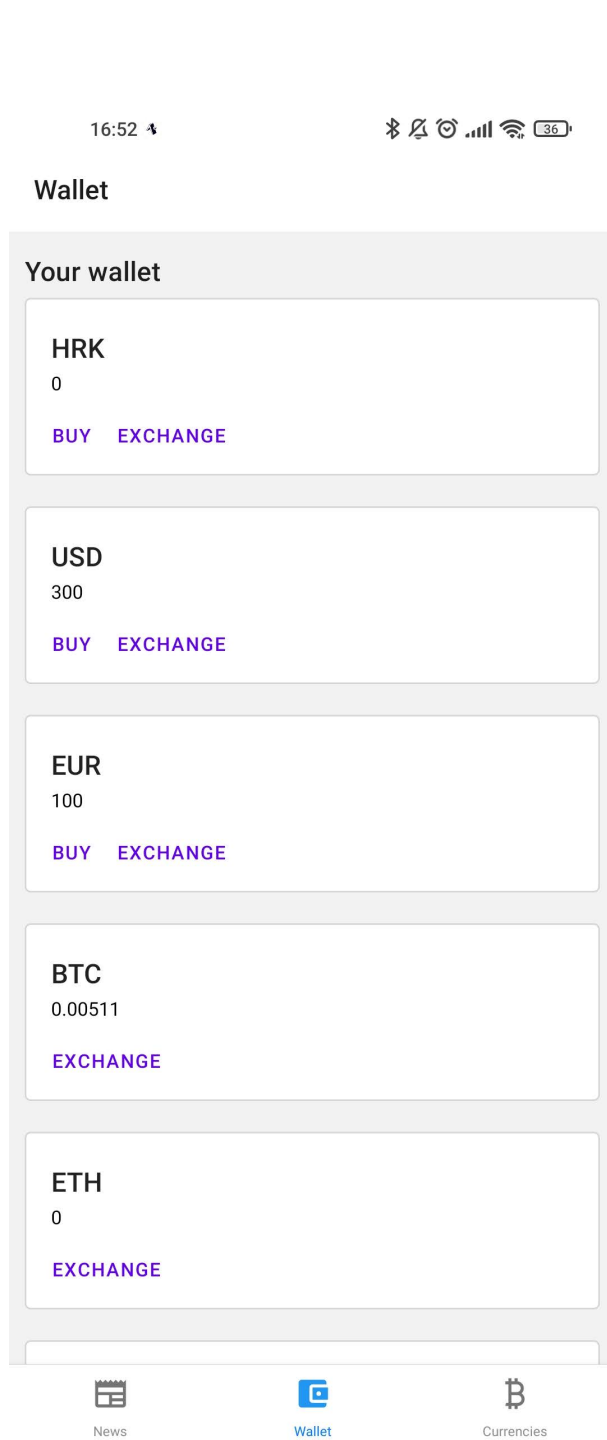 16:52
36
Wallet
Your wallet
HRK
0
BUY EXCHANGE
USD
300
BUY EXCHANGE
EUR
100
BUY EXCHANGE
BTC
0.00511
EXCHANGE
ETH
0
EXCHANGE
News Wallet Currencies